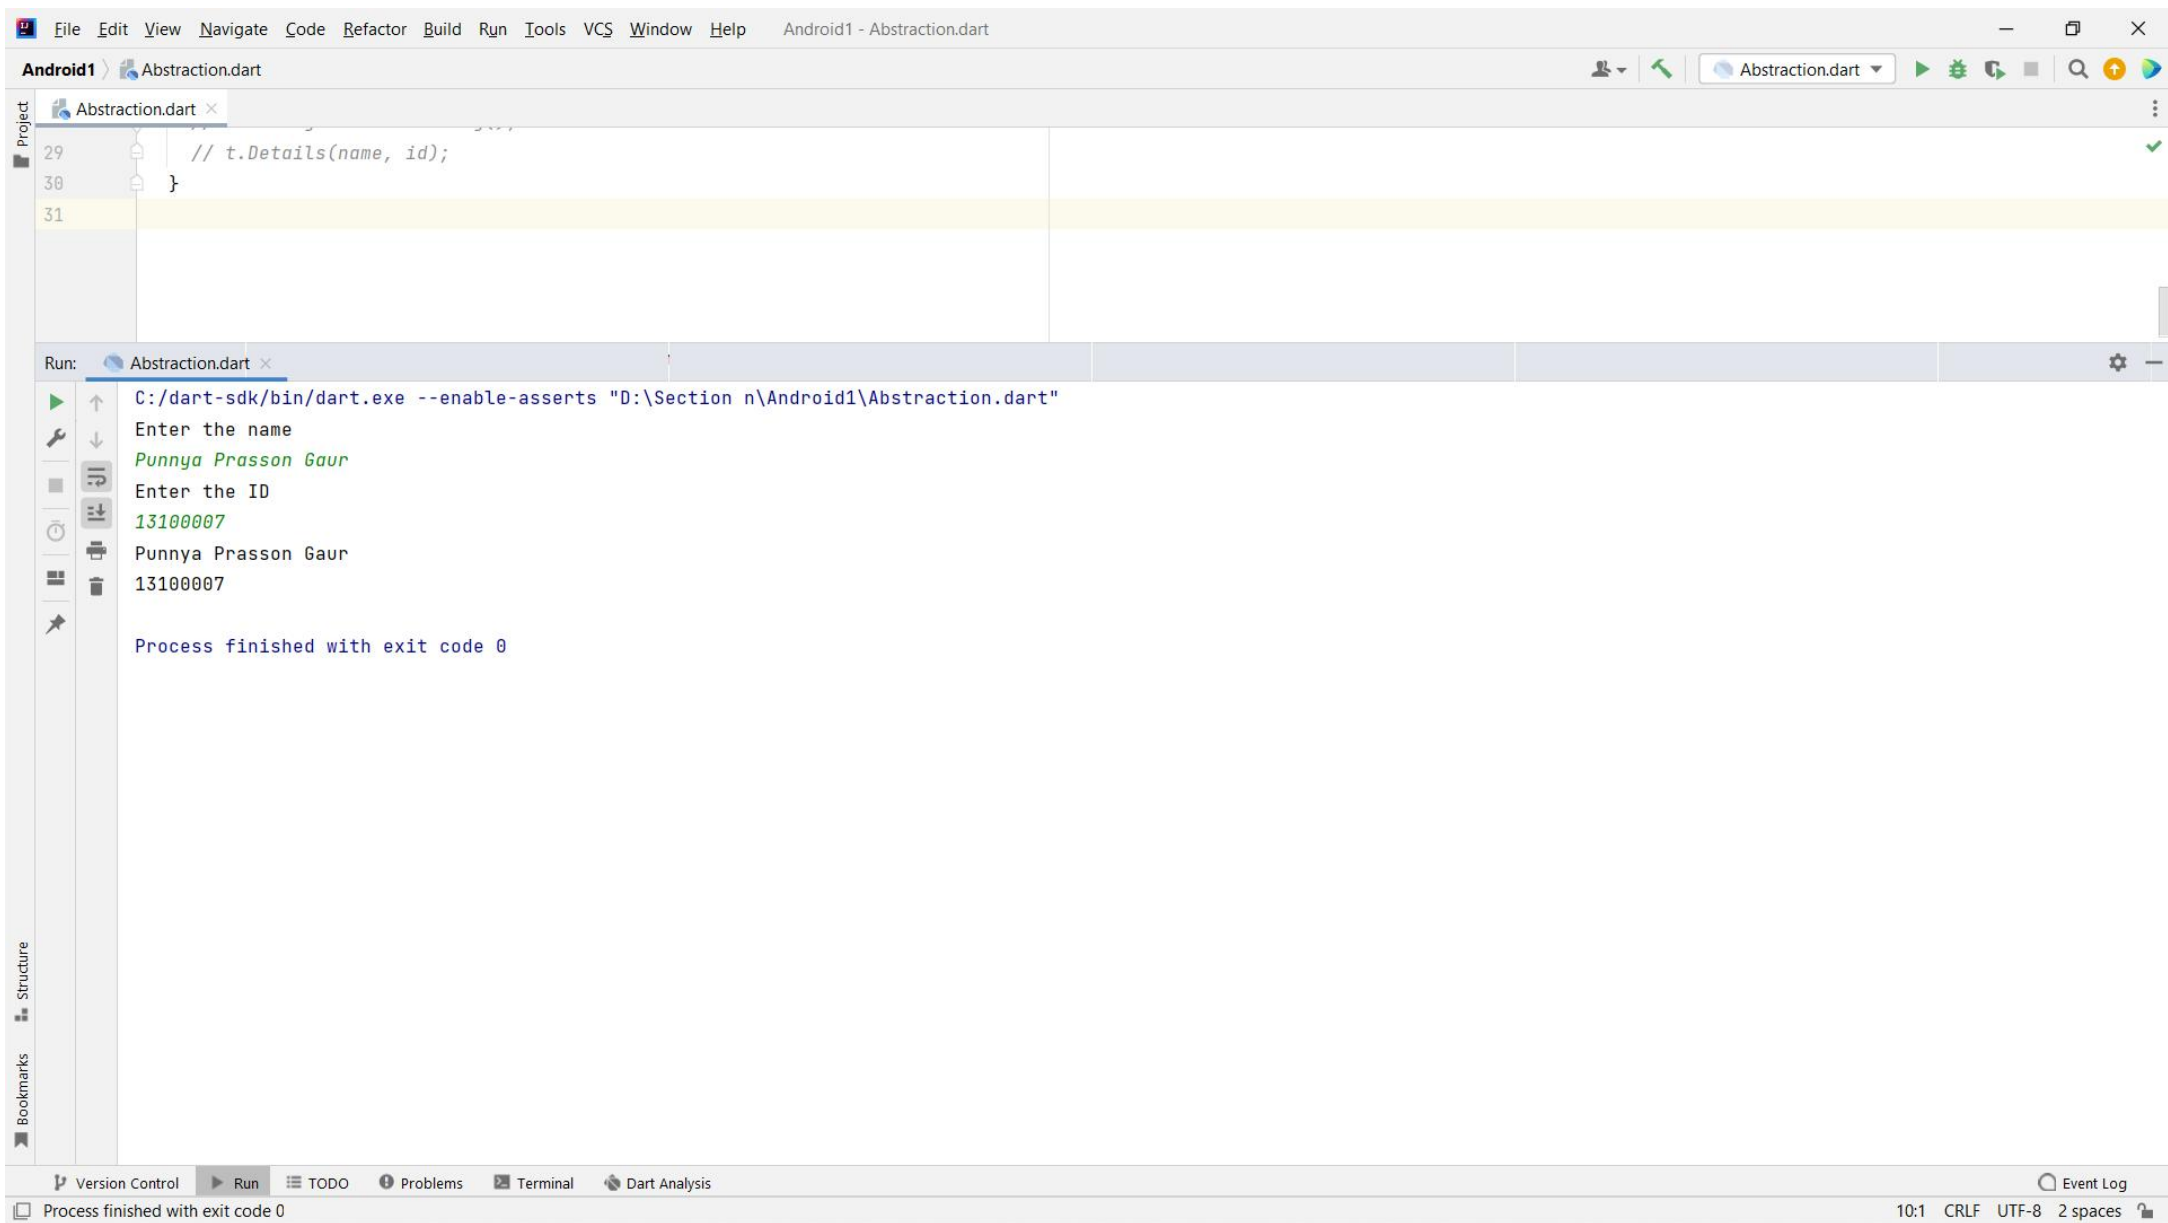 File Edit View Navigate Code Refactor Build Run Tools VCS Window Help Android1 - Abstraction.dart
Android1 Abstraction.dart Abstraction.dart
Project
Abstraction.dart
29 // t.Details(name, id);
30 }
31
Run: Abstraction.dart
C:/dart-sdk/bin/dart.exe --enable-asserts "D:\Section n\Android1\Abstraction.dart"
Enter the name
Punnya Prasson Gaur
Enter the ID
13100007
Punnya Prasson Gaur
13100007
Process finished with exit code 0
Structure
Bookmarks
Version Control Run TODO Problems Terminal Dart Analysis Event Log
Process finished with exit code 0 10:1 CRLF UTF-8 2 spaces